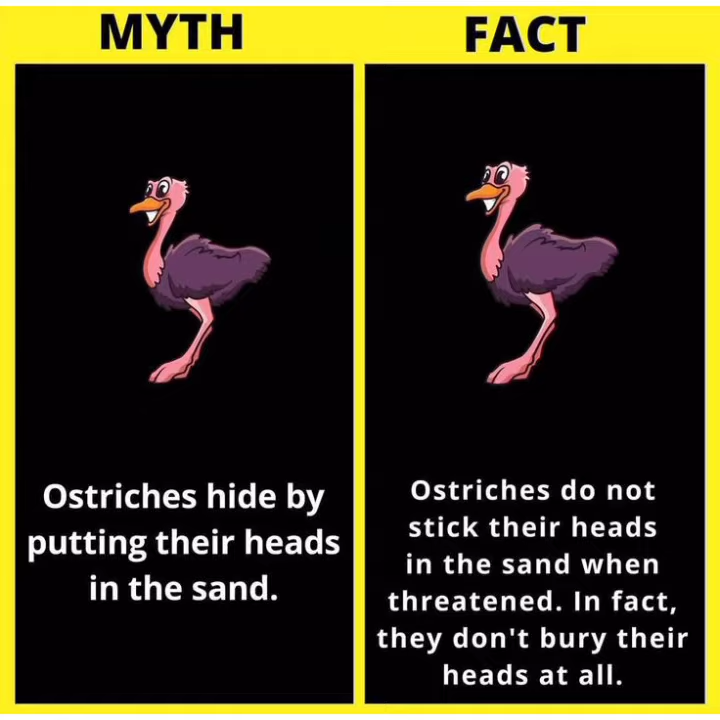 MYTH
FACT
Ostriches hide by
putting their heads
in the sand.
Ostriches do not
stick their heads
in the sand when
threatened. In fact,
they don't bury their
heads at all.